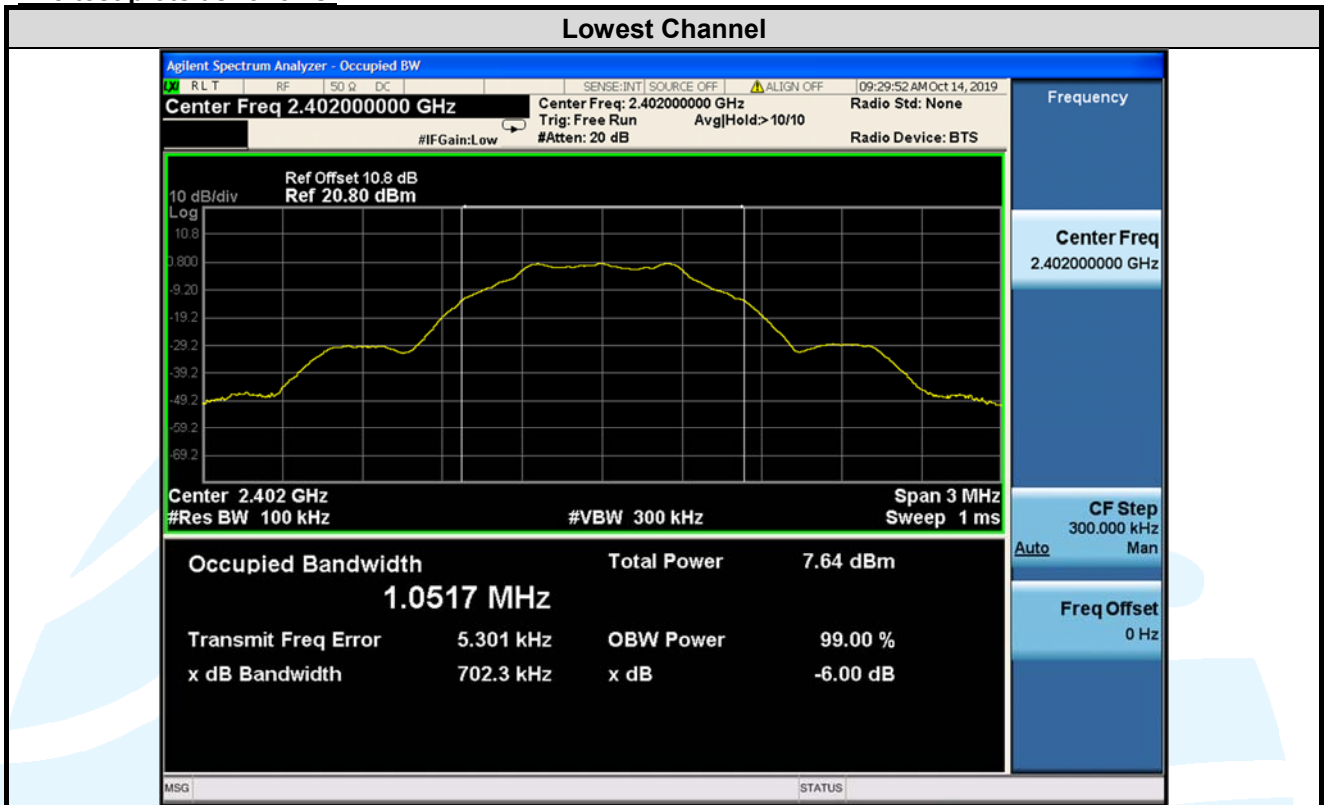 Lowest Channel
Agilent Spectrum Analyzer - Occupied BW
LXI RL T RF 50 Ω DC SENSE:INT SOURCE OFF ALIGN OFF 09:29:52 AM Oct 14, 2019
Center Freq 2.402000000 GHz Center Freq: 2.402000000 GHz Radio Std: None
Trig: Free Run Avg|Hold:> 10/10
#IFGain:Low #Atten: 20 dB Radio Device: BTS
Frequency
Ref Offset 10.8 dB
10 dB/div Ref 20.80 dBm
Log
10.8
0.800
-9.20
-19.2
-29.2
-39.2
-49.2
-59.2
-69.2
Center 2.402 GHz Span 3 MHz
#Res BW 100 kHz #VBW 300 kHz Sweep 1 ms
Center Freq
2.402000000 GHz
CF Step
300.000 kHz
Auto Man
Freq Offset
0 Hz
Occupied Bandwidth Total Power 7.64 dBm
1.0517 MHz
Transmit Freq Error 5.301 kHz OBW Power 99.00 %
x dB Bandwidth 702.3 kHz x dB -6.00 dB
MSG STATUS